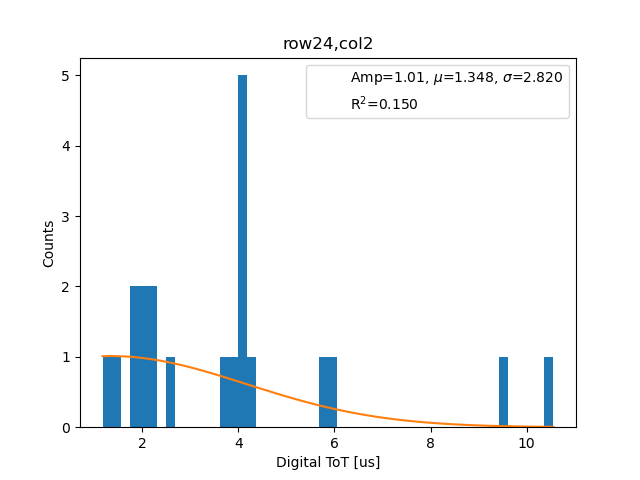 row24,col2
Amp=1.01, μ=1.348, σ=2.820
R²=0.150
5
4
3
2
1
0
Counts
2 4 6 8 10
Digital ToT [us]